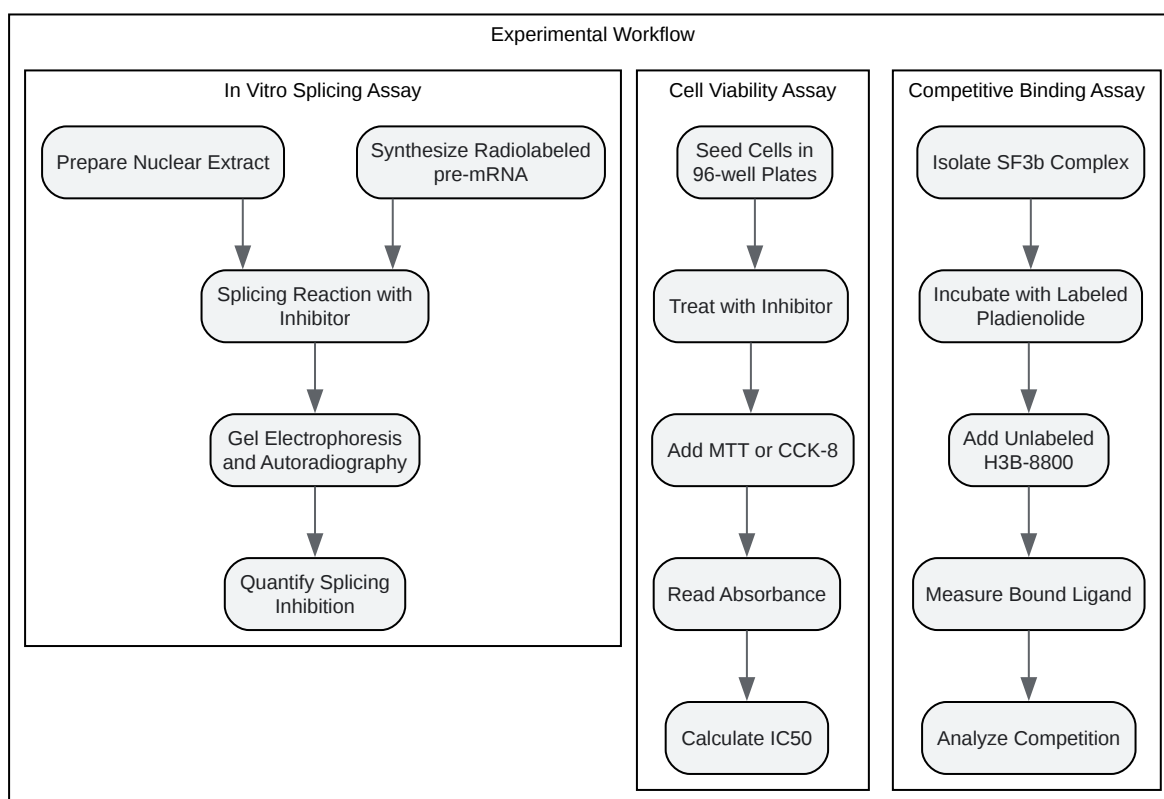 Experimental Workflow
In Vitro Splicing Assay
Prepare Nuclear Extract
Synthesize Radiolabeled
pre-mRNA
Splicing Reaction with
Inhibitor
Gel Electrophoresis
and Autoradiography
Quantify Splicing
Inhibition
Cell Viability Assay
Seed Cells in
96-well Plates
Treat with Inhibitor
Add MTT or CCK-8
Read Absorbance
Calculate IC50
Competitive Binding Assay
Isolate SF3b Complex
Incubate with Labeled
Pladienolide
Add Unlabeled
H3B-8800
Measure Bound Ligand
Analyze Competition